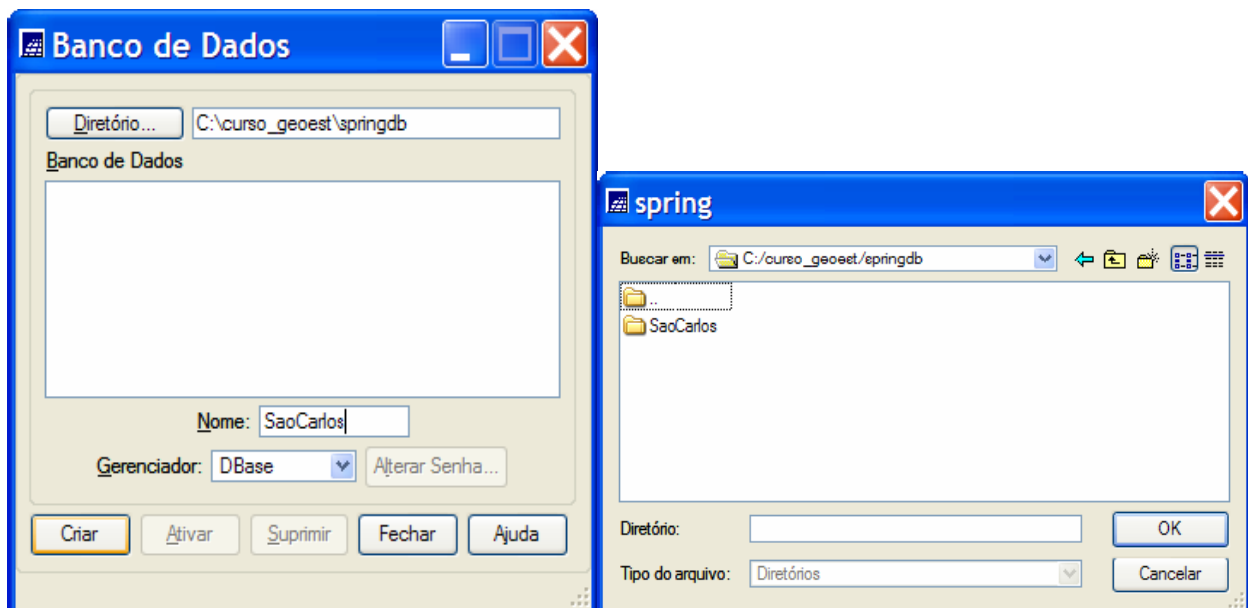 Banco de Dados
Diretório... C:\curso_geoest\springdb
Banco de Dados
Nome: SaoCarlos
Gerenciador: DBase Alterar Senha...
Criar Ativar Suprimir Fechar Ajuda
spring
Buscar em: C:/curso_geoest/springdb
..
SaoCarlos
Diretório: OK
Tipo do arquivo: Diretórios Cancelar